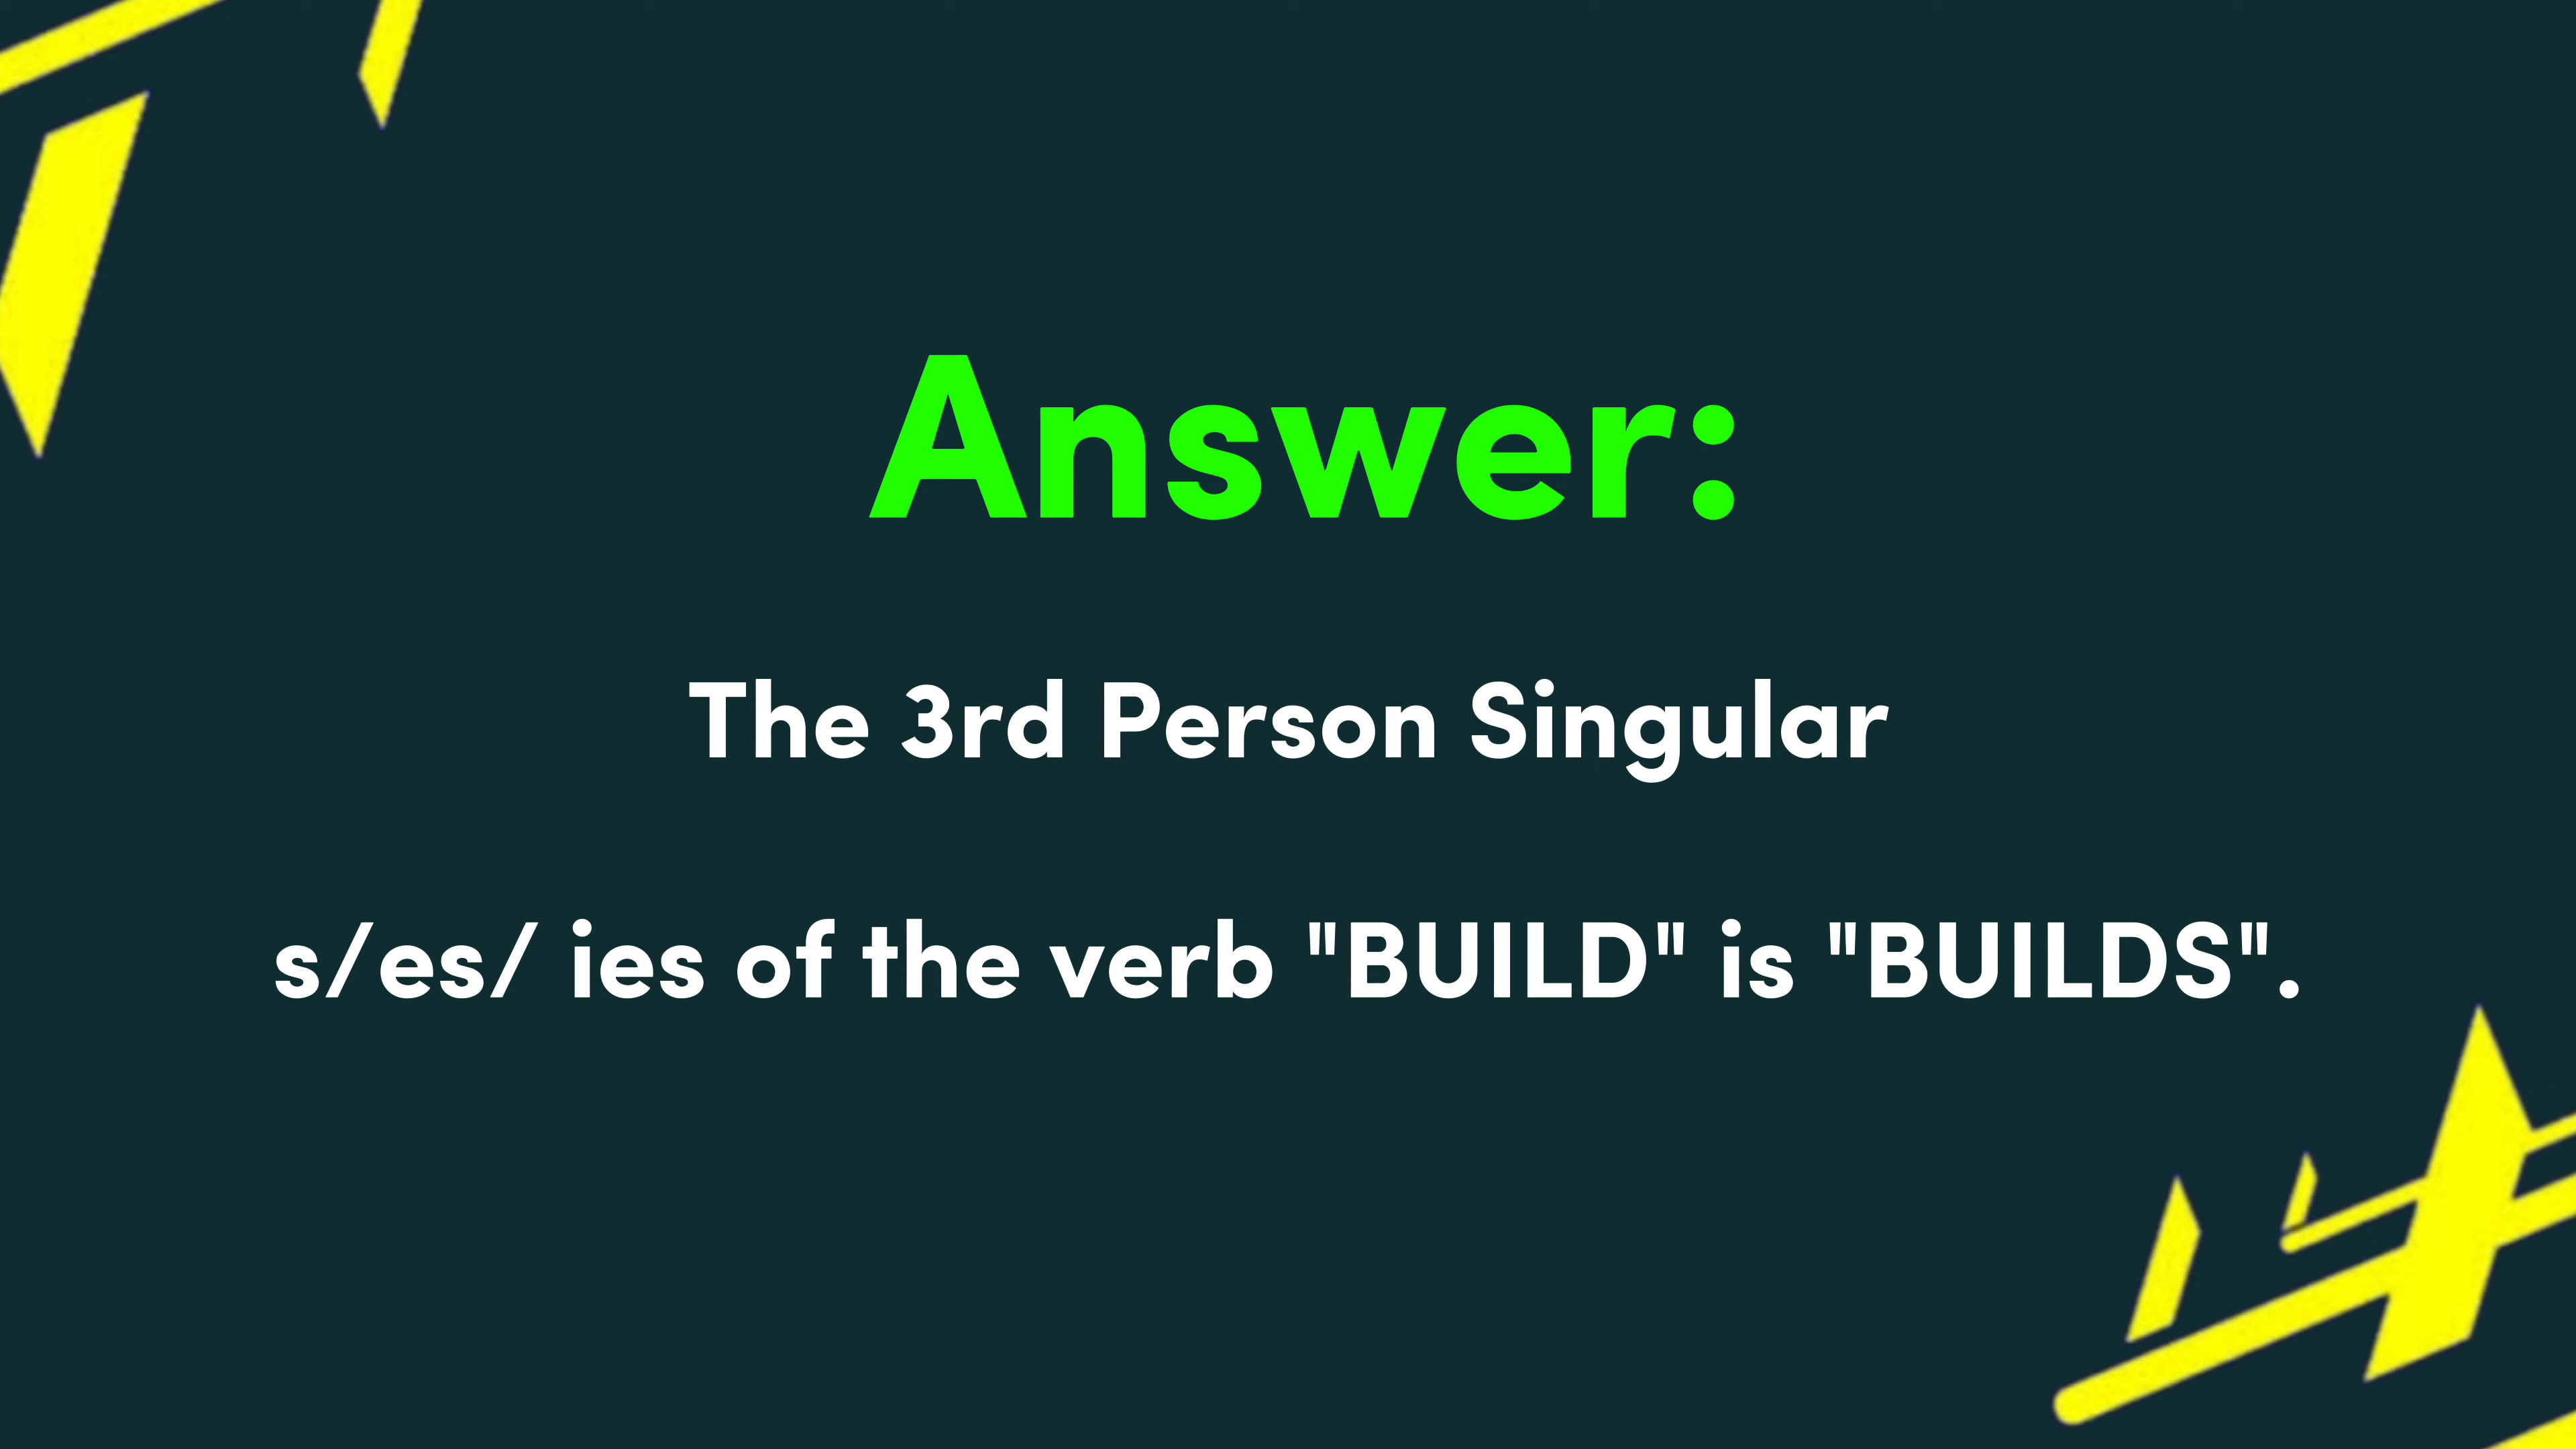 Answer:
The 3rd Person Singular
s/es/ ies of the verb "BUILD" is "BUILDS".